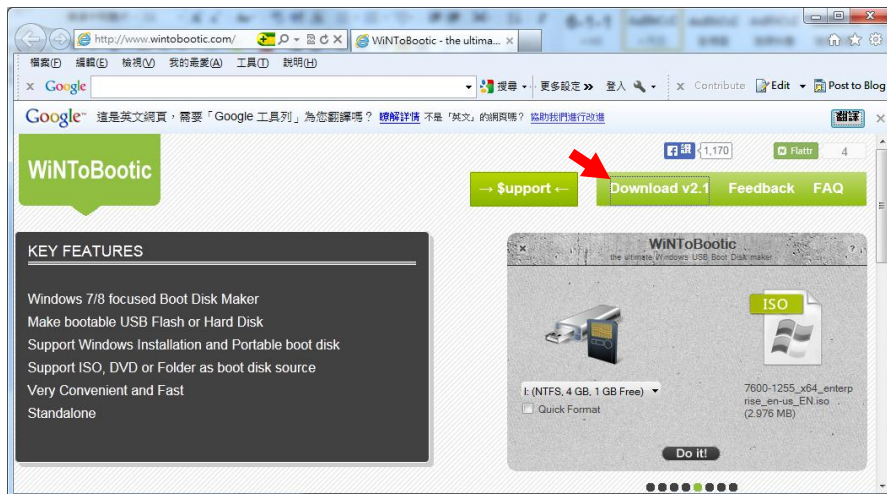 http://www.wintobootic.com/
WiNToBootic - the ultima...
檔案(F) 編輯(E) 檢視(V) 我的最愛(A) 工具(T) 說明(H)
x Google 搜尋 更多設定 » 登入 x Contribute Edit Post to Blog
Google™ 這是英文網頁，需要「Google 工具列」為您翻譯嗎？ 瞭解詳情 不是「英文」的網頁嗎？ 協助我們進行改進 翻譯
讚 1,170 Flattr 4
WiNToBootic
→ $upport ← Download v2.1 Feedback FAQ
KEY FEATURES
Windows 7/8 focused Boot Disk Maker
Make bootable USB Flash or Hard Disk
Support Windows Installation and Portable boot disk
Support ISO, DVD or Folder as boot disk source
Very Convenient and Fast
Standalone
x WiNToBootic ?
the ultimate Windows USB Boot Disk maker
ISO
I: (NTFS, 4 GB, 1 GB Free)
Quick Format
7600-1255_x64_enterp
rise_en-us_EN.iso
(2.976 MB)
Do it!